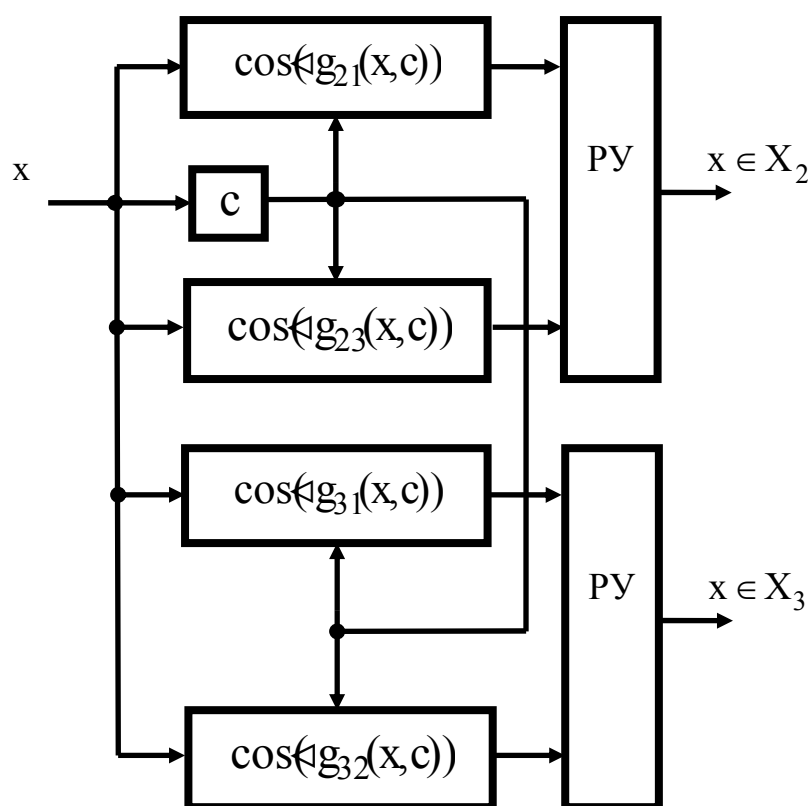 cos(∢g₂₁(x,c))
x
c
РУ
x ∈ X₂
cos(∢g₂₃(x,c))
cos(∢g₃₁(x,c))
РУ
x ∈ X₃
cos(∢g₃₂(x,c))